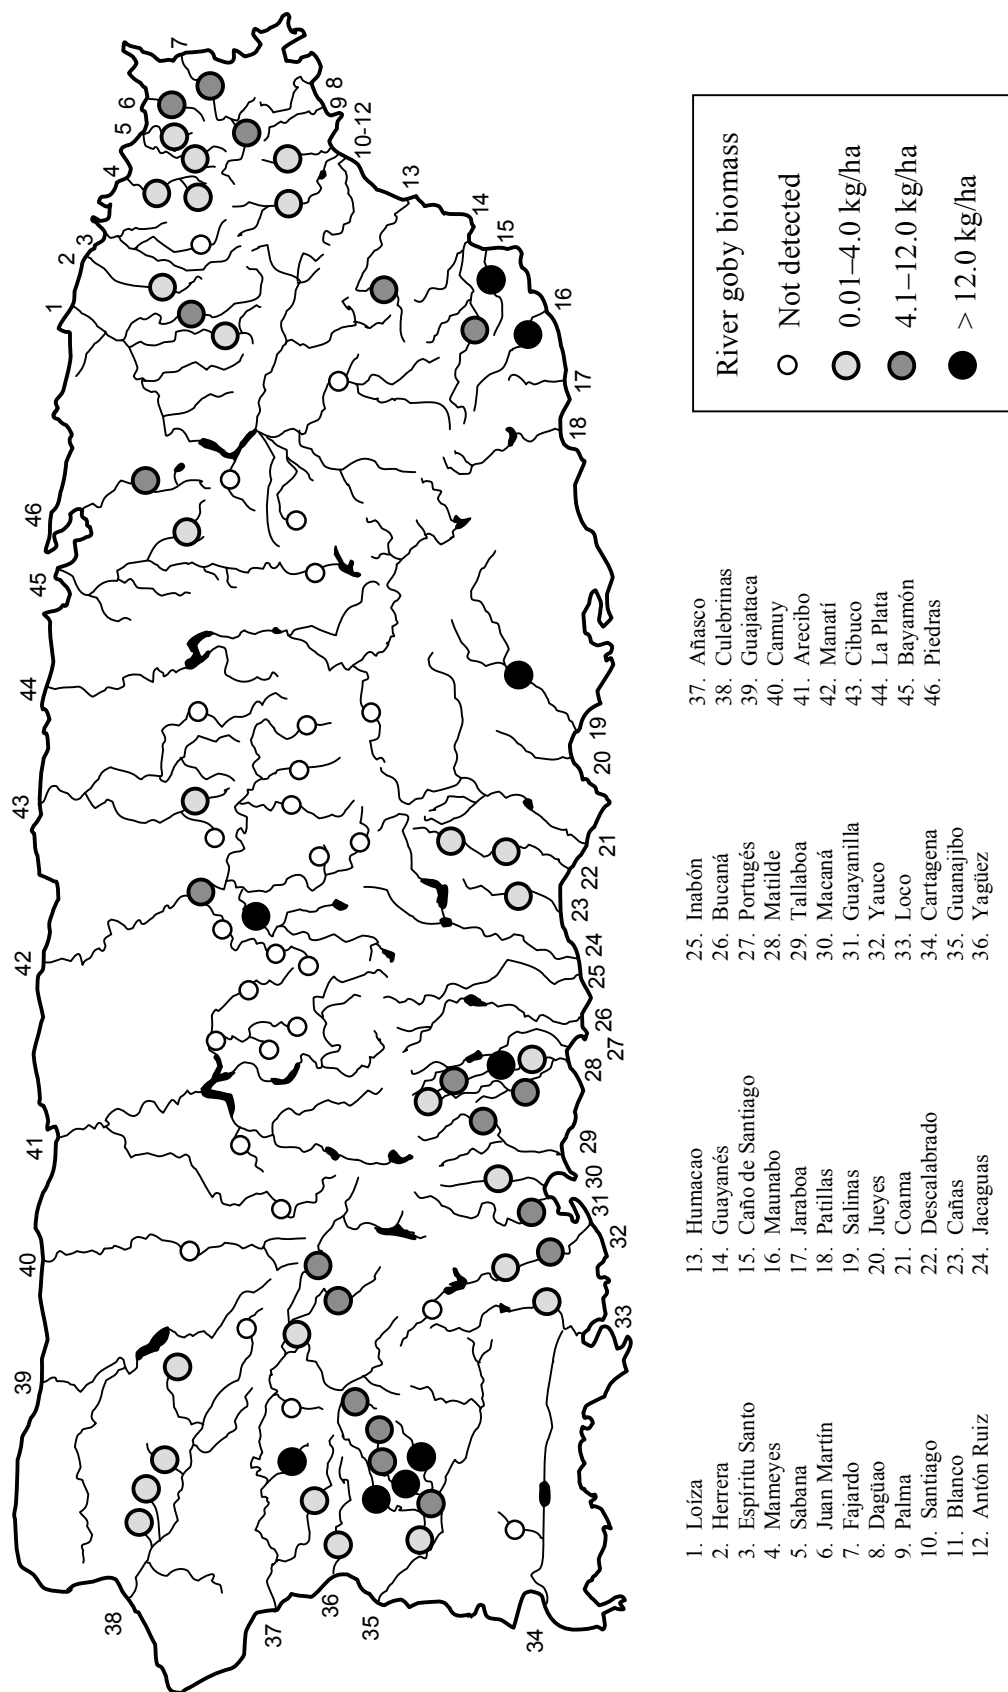 1
2
3
4
5
6
7
8
9
10-12
13
14
15
16
17
18
19
20
21
22
23
24
25
26
27
28
29
30
31
32
33
34
35
36
37
38
39
40
41
42
43
44
45
46
River goby biomass
Not detected
0.01–4.0 kg/ha
4.1–12.0 kg/ha
> 12.0 kg/ha
1. Loíza
2. Herrera
3. Espíritu Santo
4. Mameyes
5. Sabana
6. Juan Martín
7. Fajardo
8. Dagüao
9. Palma
10. Santiago
11. Blanco
12. Antón Ruiz
13. Humacao
14. Guayanés
15. Caño de Santiago
16. Maunabo
17. Jaraboa
18. Patillas
19. Salinas
20. Jueyes
21. Coama
22. Descalabrado
23. Cañas
24. Jacaguas
25. Inabón
26. Bucaná
27. Portugés
28. Matilde
29. Tallaboa
30. Macaná
31. Guayanilla
32. Yauco
33. Loco
34. Cartagena
35. Guanajibo
36. Yagüez
37. Añasco
38. Culebrinas
39. Guajataca
40. Camuy
41. Arecibo
42. Manatí
43. Cibuco
44. La Plata
45. Bayamón
46. Piedras